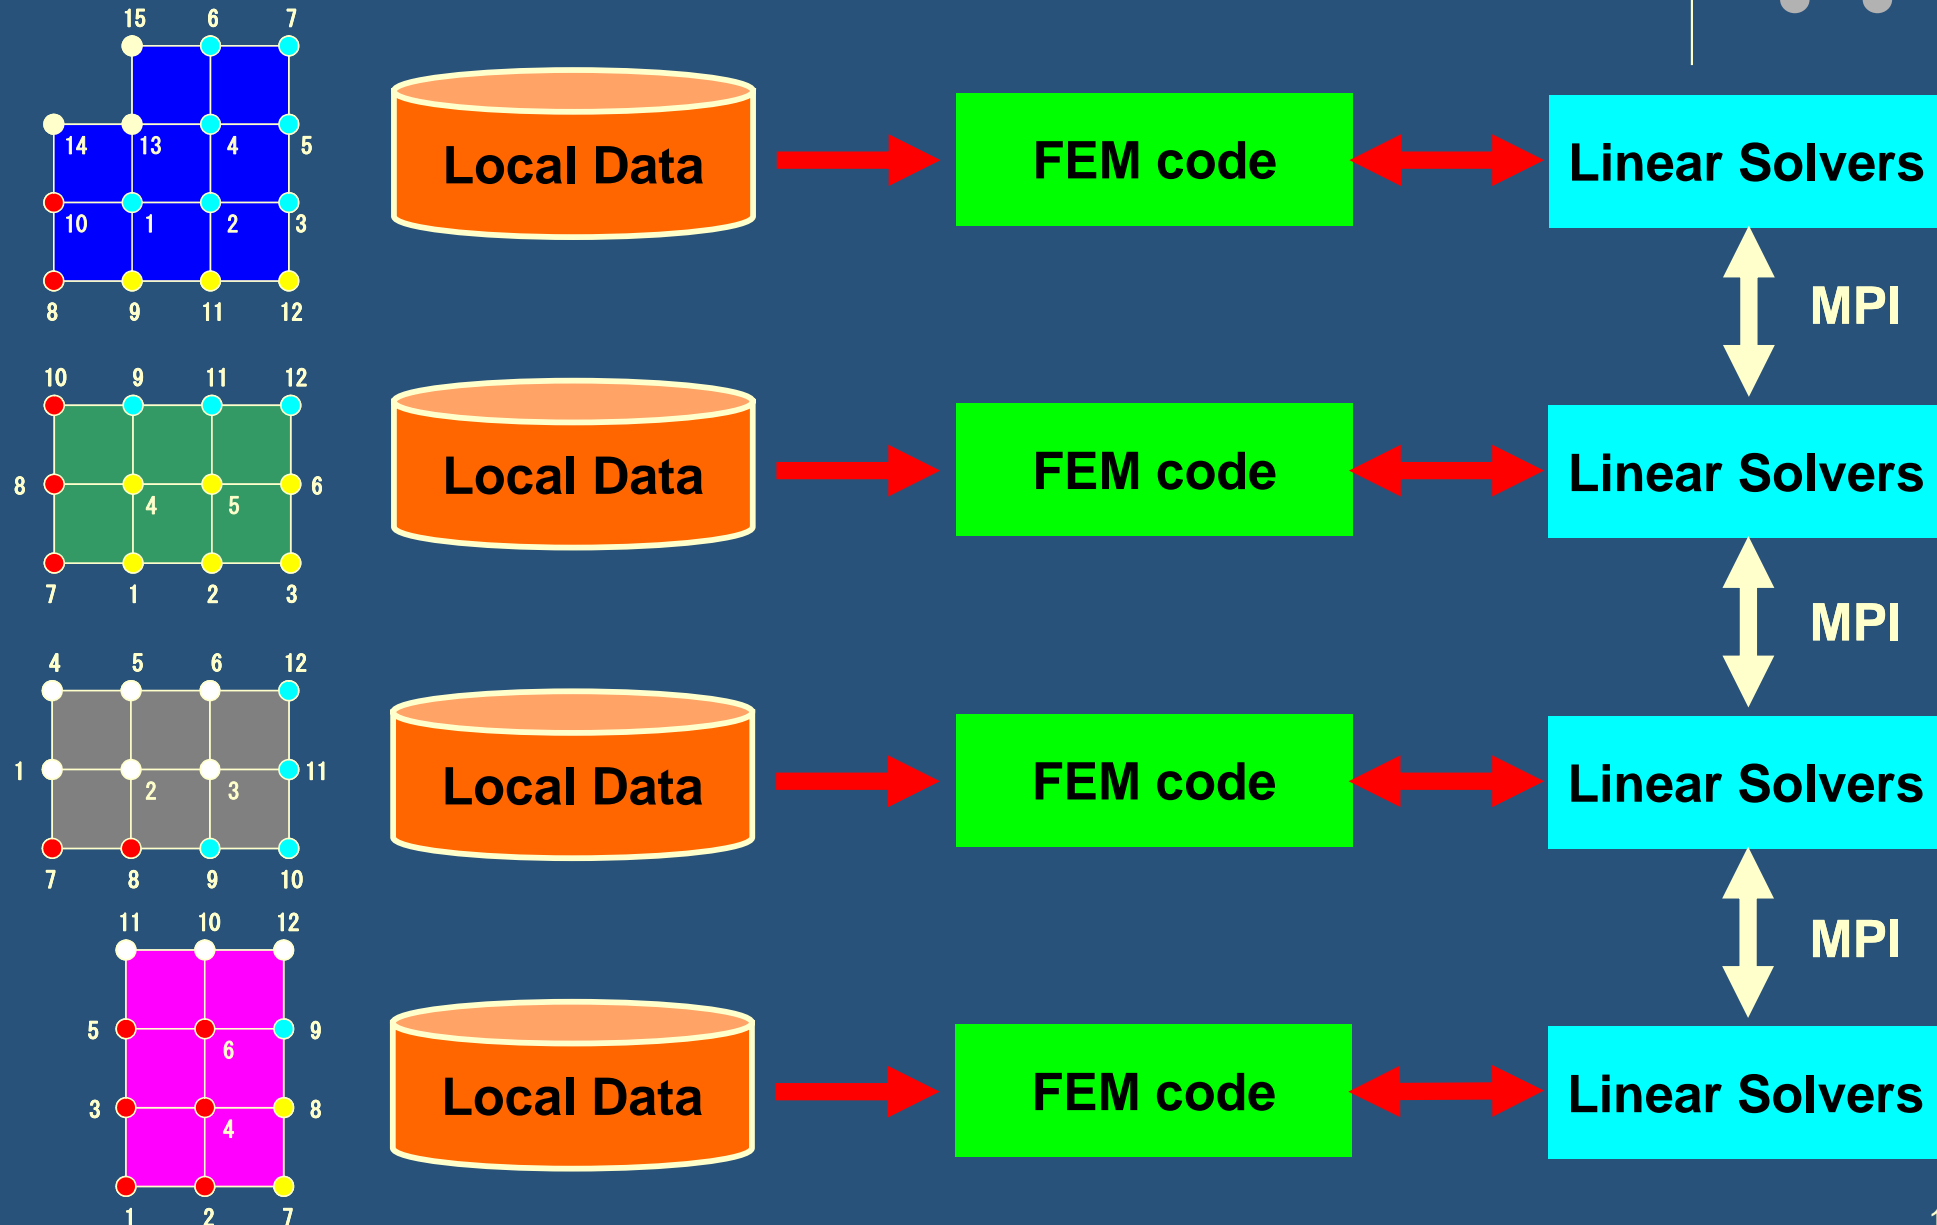 15 6 7
14 13 4 5
10 1 2 3
8 9 11 12
Local Data
FEM code
Linear Solvers
MPI
10 9 11 12
8 4 5 6
7 1 2 3
Local Data
FEM code
Linear Solvers
MPI
4 5 6 12
1 2 3 11
7 8 9 10
Local Data
FEM code
Linear Solvers
MPI
11 10 12
5 6 9
3 4 8
1 2 7
Local Data
FEM code
Linear Solvers